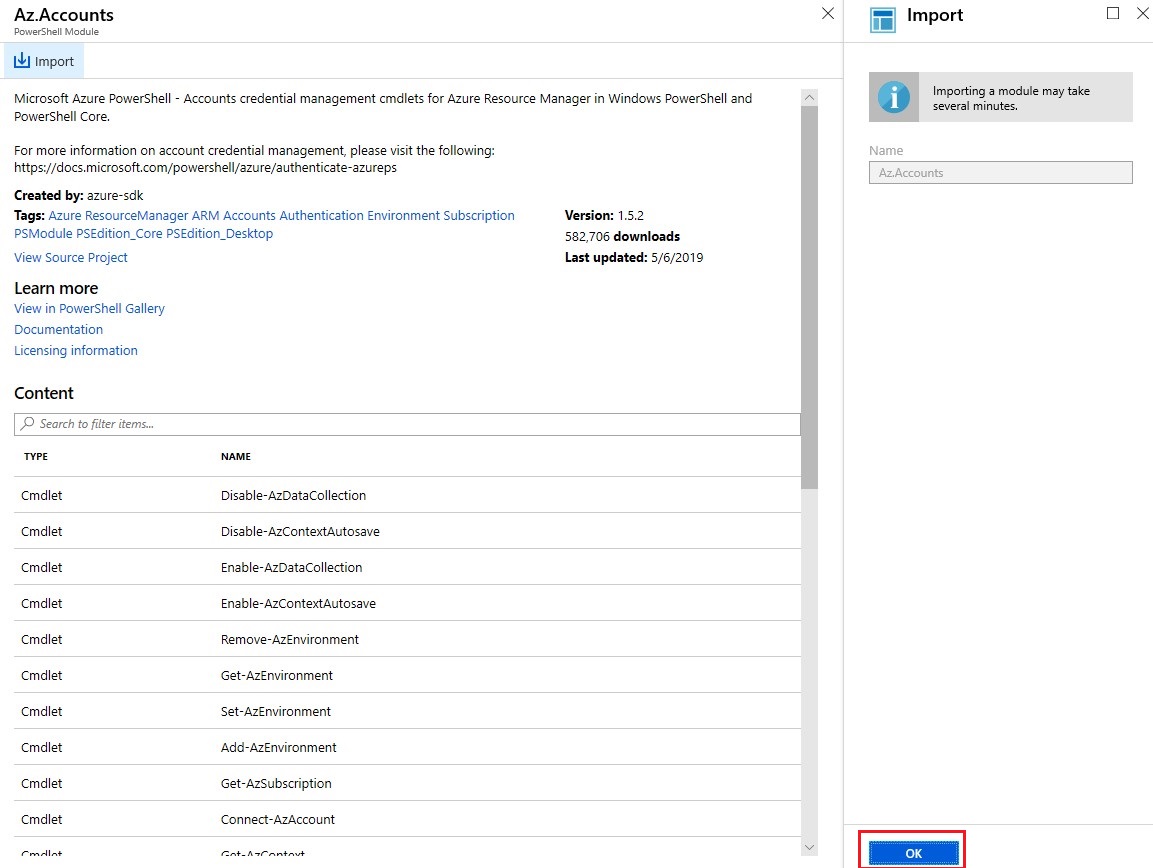 Az.Accounts
PowerShell Module
Import
Microsoft Azure PowerShell - Accounts credential management cmdlets for Azure Resource Manager in Windows PowerShell and
PowerShell Core.
For more information on account credential management, please visit the following:
https://docs.microsoft.com/powershell/azure/authenticate-azureps
Created by: azure-sdk
Tags: Azure ResourceManager ARM Accounts Authentication Environment Subscription
PSModule PSEdition_Core PSEdition_Desktop
View Source Project
Version: 1.5.2
582,706 downloads
Last updated: 5/6/2019
Learn more
View in PowerShell Gallery
Documentation
Licensing information
Content
Search to filter items...
TYPE NAME
Cmdlet Disable-AzDataCollection
Cmdlet Disable-AzContextAutosave
Cmdlet Enable-AzDataCollection
Cmdlet Enable-AzContextAutosave
Cmdlet Remove-AzEnvironment
Cmdlet Get-AzEnvironment
Cmdlet Set-AzEnvironment
Cmdlet Add-AzEnvironment
Cmdlet Get-AzSubscription
Cmdlet Connect-AzAccount
Cmdlet Get-AzContext
Import
Importing a module may take
several minutes.
Name
Az.Accounts
OK